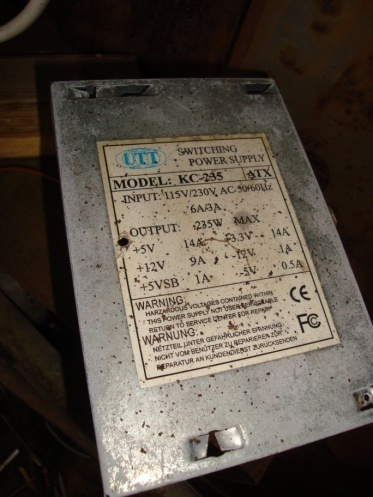 UTT SWITCHING POWER SUPPLY
MODEL: KC-235 ATX
INPUT: 115V/230V, AC-50/60Hz
6A/3A
OUTPUT: 235W MAX
+5V 14A +3.3V 14A
+12V 9A -12V 1A
+5VSB 1A -5V 0.5A
WARNING
HAZARDOUS VOLTAGES CONTAINED WITHIN
THIS POWER SUPPLY NOT USER SERVICEABLE
RETURN TO SERVICE CENTER FOR REPAIR
WARNUNG:
NETZTEIL UNTER GEFÄHRLICHER SPANNUNG
NICHT VOM BENUTZER ZU REPARIEREN ZUR
REPARATUR AN KUNDENDIENST ZURÜCKSENDEN
CE
FC